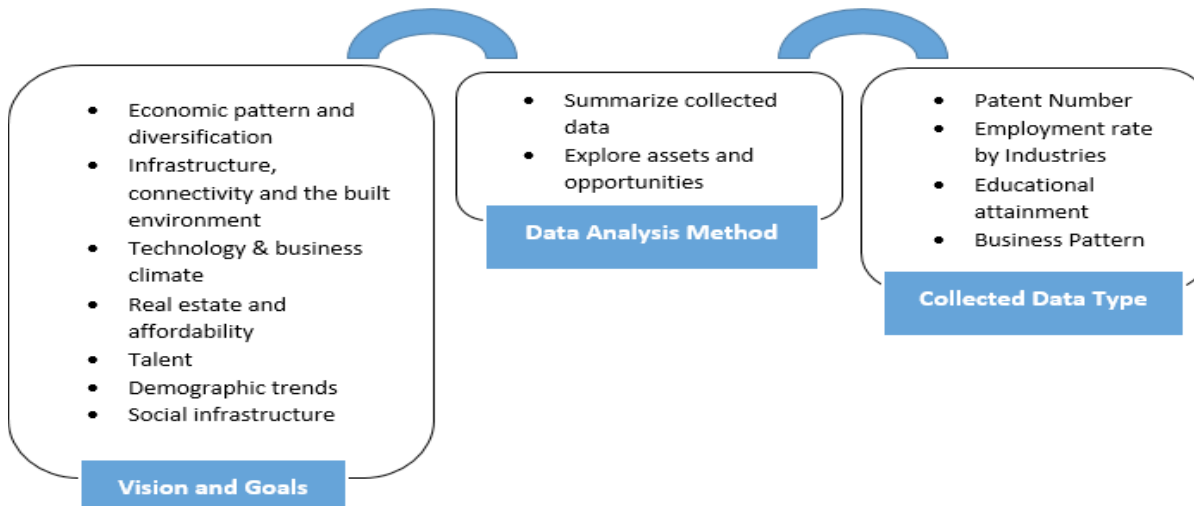 • Economic pattern and
diversification
• Infrastructure,
connectivity and the built
environment
• Technology & business
climate
• Real estate and
affordability
• Talent
• Demographic trends
• Social infrastructure
Vision and Goals
• Summarize collected
data
• Explore assets and
opportunities
Data Analysis Method
• Patent Number
• Employment rate
by Industries
• Educational
attainment
• Business Pattern
Collected Data Type